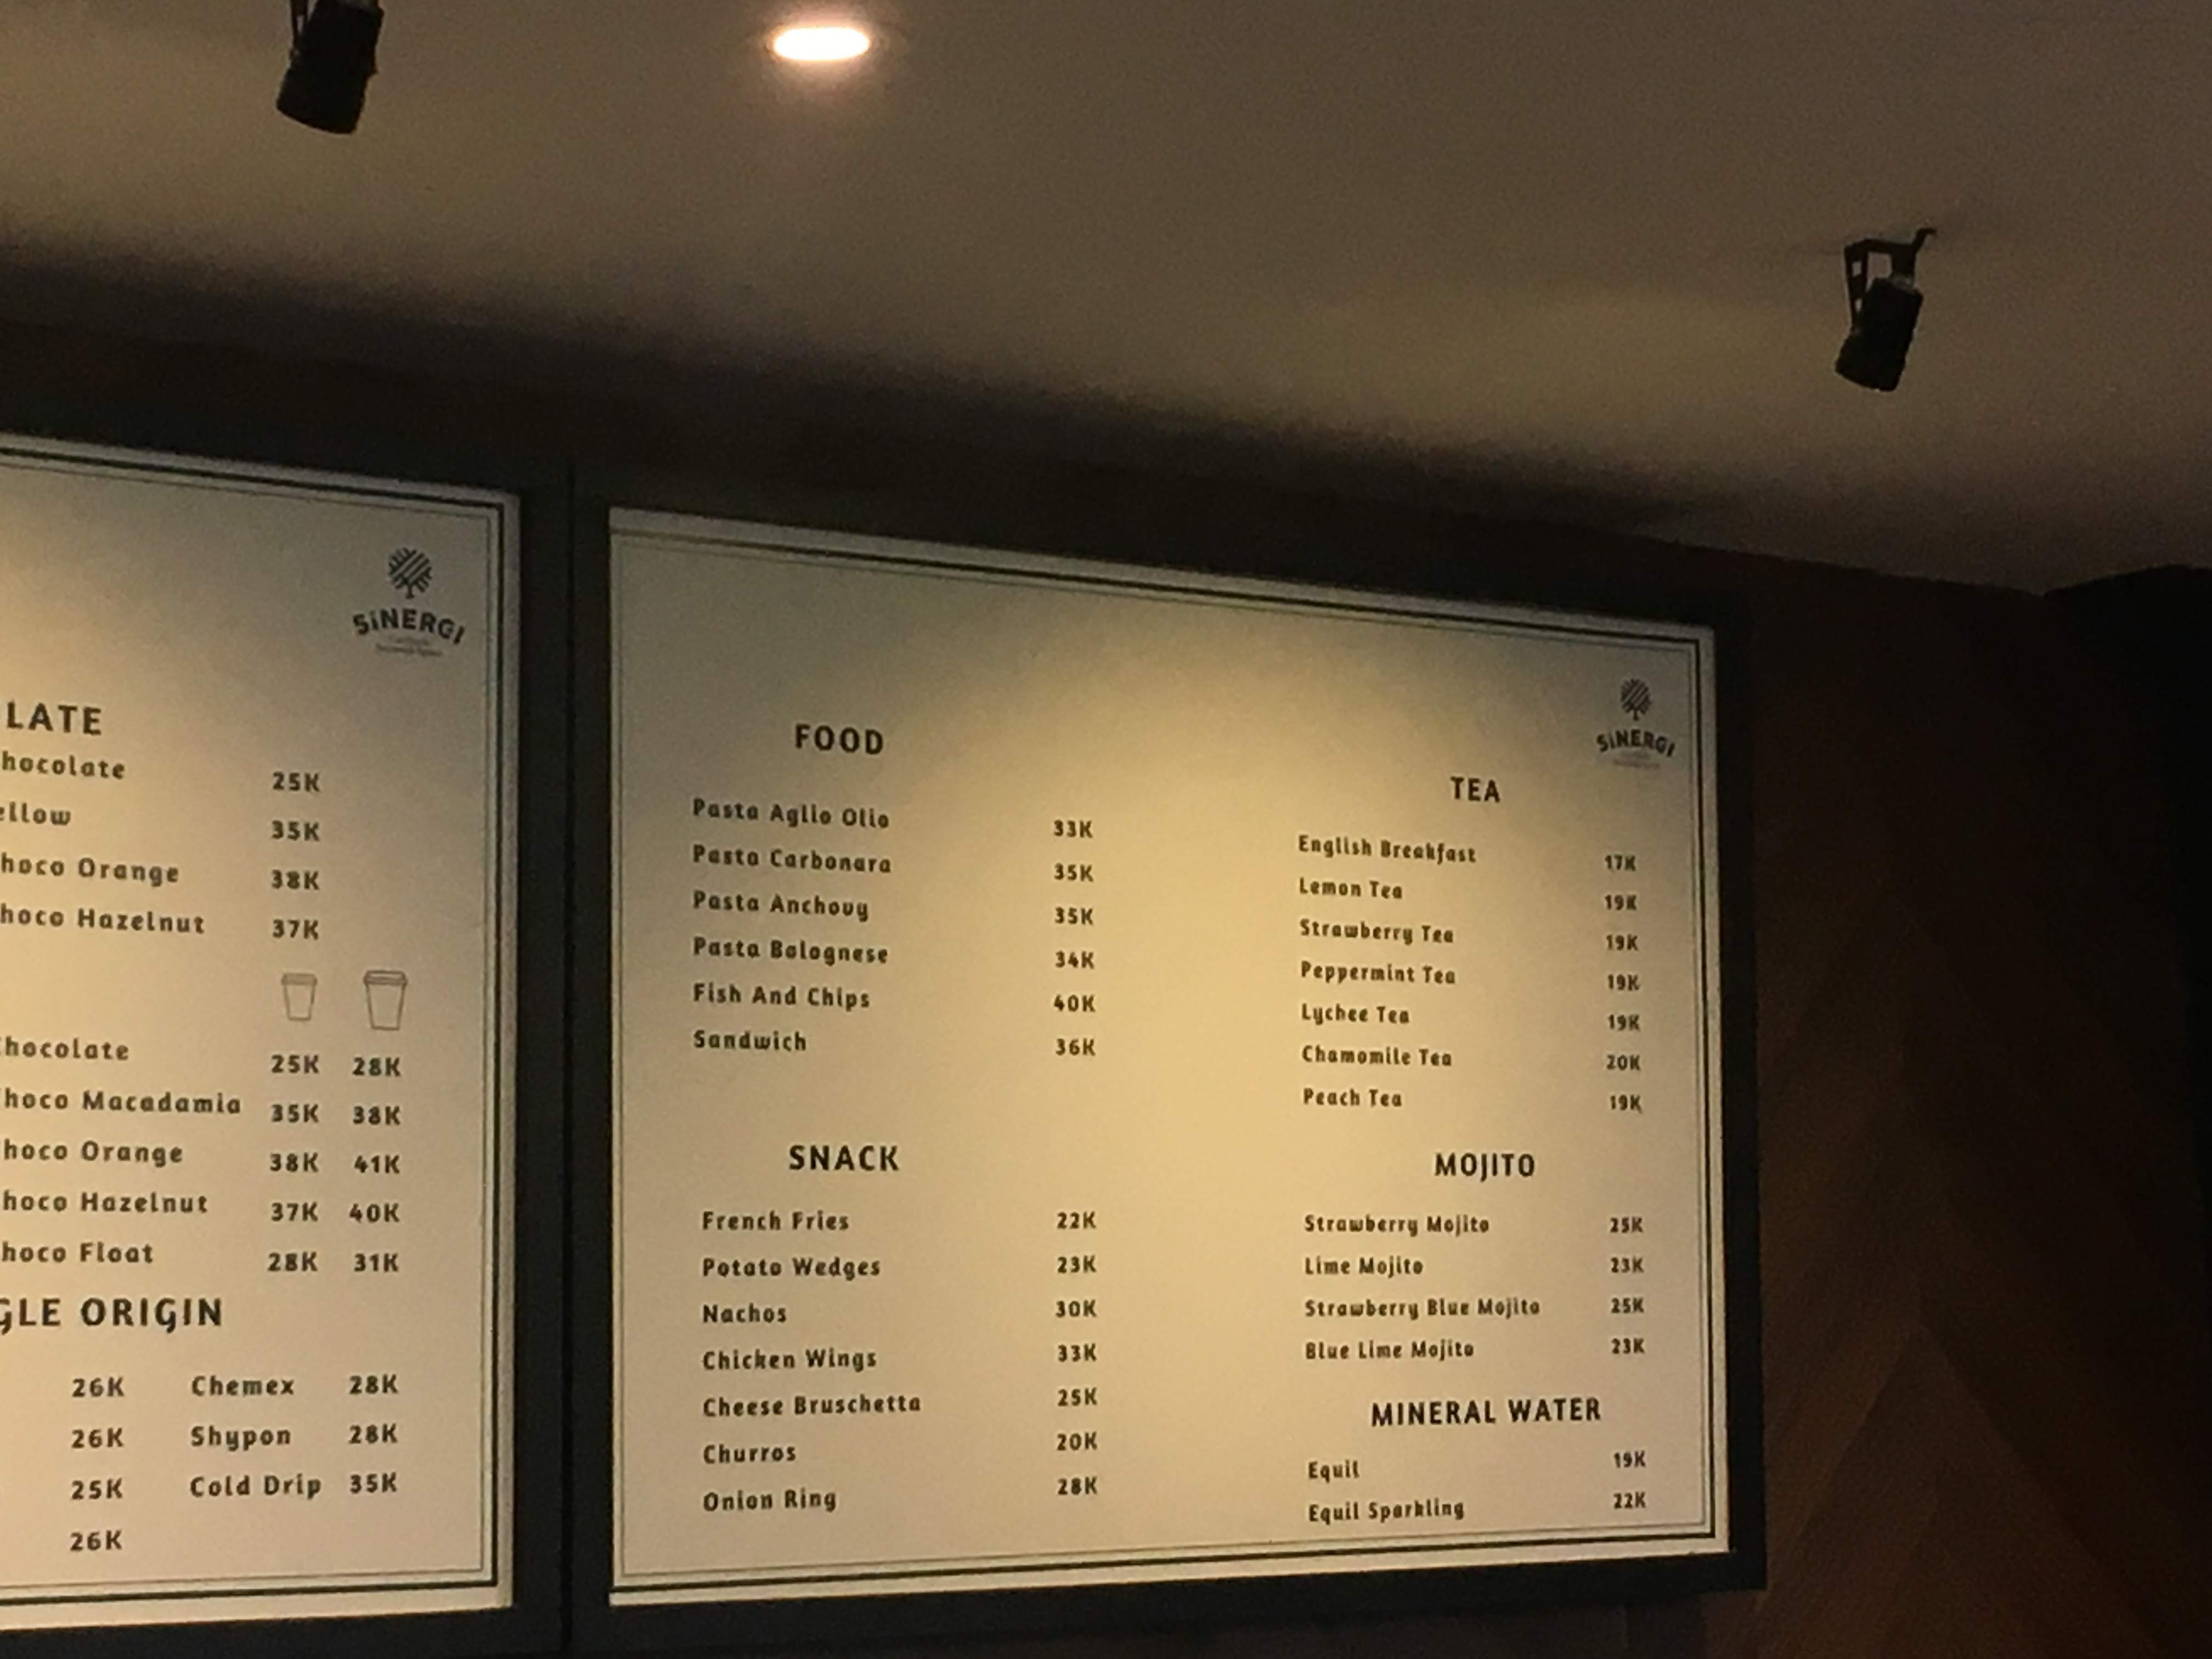 SiNERGI
LATE
hocolate 25K
ellow 35K
hoco Orange 38K
hoco Hazelnut 37K
hocolate 25K 28K
hoco Macadamia 35K 38K
hoco Orange 38K 41K
hoco Hazelnut 37K 40K
hoco Float 28K 31K
GLE ORIGIN
26K Chemex 28K
26K Shypon 28K
25K Cold Drip 35K
26K
SiNERGI
FOOD
Pasta Aglio Olio 33K
Pasta Carbonara 35K
Pasta Anchovy 35K
Pasta Bolognese 34K
Fish And Chips 40K
Sandwich 36K
SNACK
French Fries 22K
Potato Wedges 23K
Nachos 30K
Chicken Wings 33K
Cheese Bruschetta 25K
Churros 20K
Onion Ring 28K
TEA
English Breakfast 17K
Lemon Tea 19K
Strawberry Tea 19K
Peppermint Tea 19K
Lychee Tea 19K
Chamomile Tea 20K
Peach Tea 19K
MOJITO
Strawberry Mojito 25K
Lime Mojito 23K
Strawberry Blue Mojito 25K
Blue Lime Mojito 23K
MINERAL WATER
Equil 19K
Equil Sparkling 22K